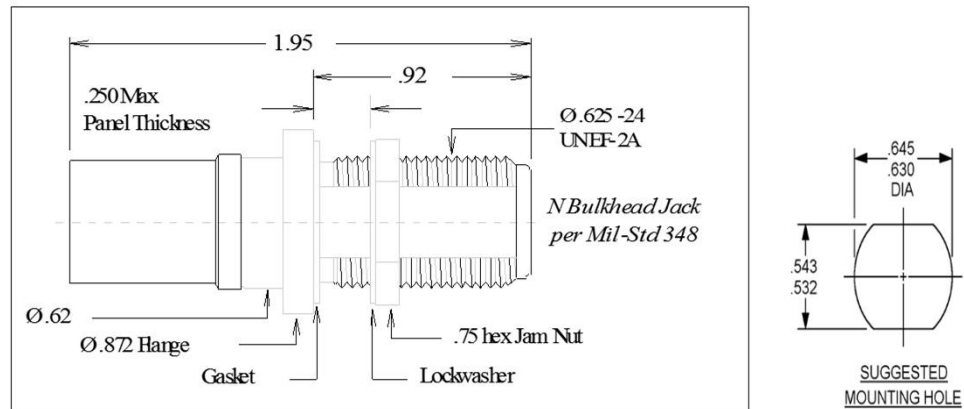 1.95
.92
.250 Max
Panel Thickness
Ø.625 -24
UNEF-2A
N Bulkhead Jack
per Mil-Std 348
Ø.62
Ø.872 Flange
.75 hex Jam Nut
Gasket
Lockwasher
.645
.630
DIA
.543
.532
SUGGESTED
MOUNTING HOLE